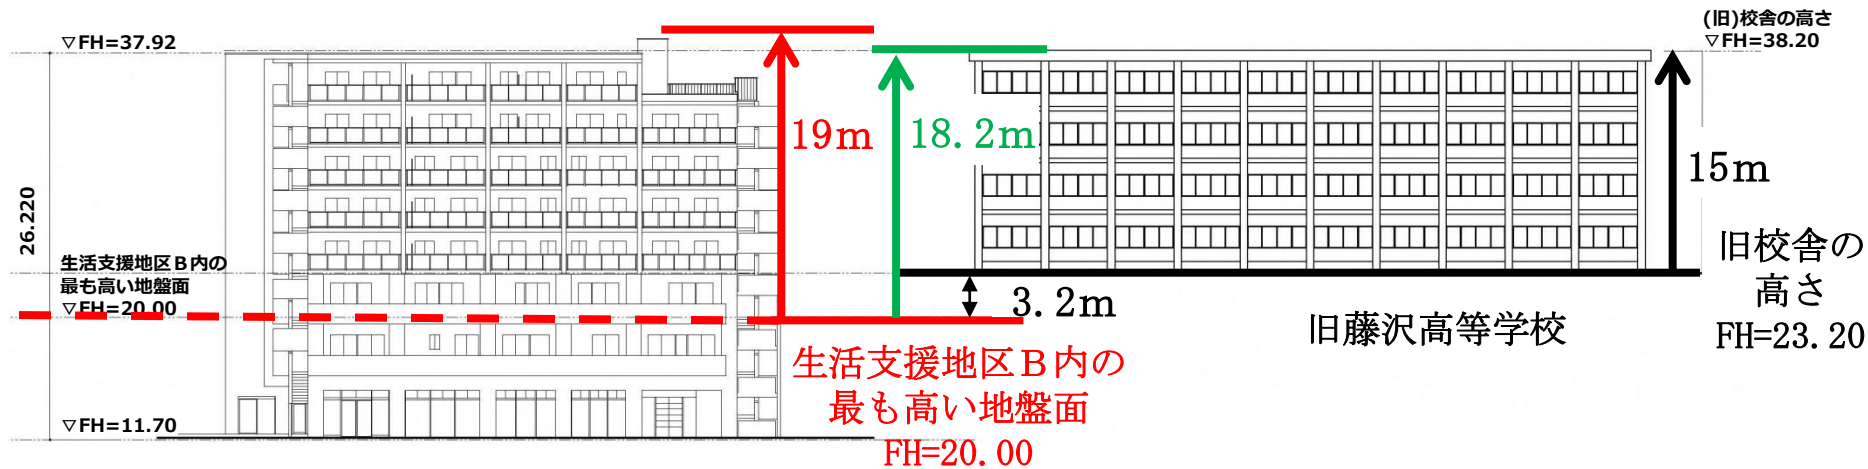 ▽FH=37.92
26.220
生活支援地区B内の
最も高い地盤面
▽FH=20.00
▽FH=11.70
19m
18.2m
3.2m
生活支援地区B内の
最も高い地盤面
FH=20.00
(旧)校舎の高さ
▽FH=38.20
15m
旧校舎の
高さ
FH=23.20
旧藤沢高等学校